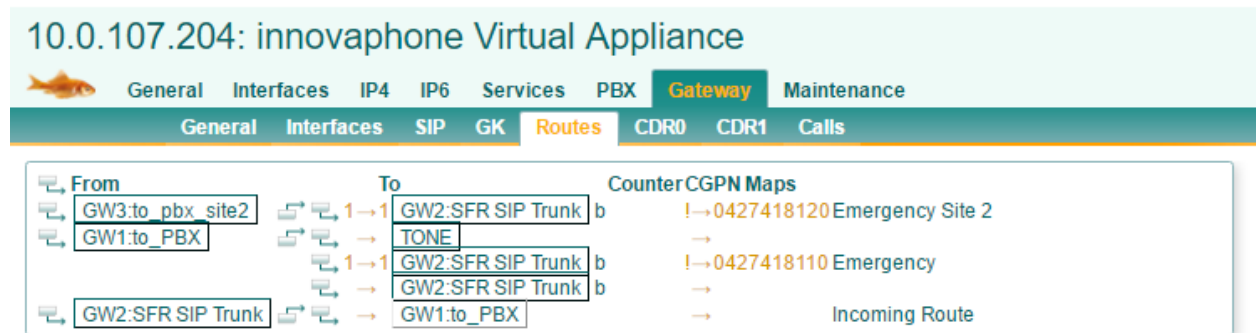 10.0.107.204: innovaphone Virtual Appliance
General Interfaces IP4 IP6 Services PBX Gateway Maintenance
General Interfaces SIP GK Routes CDR0 CDR1 Calls
From To Counter CGPN Maps
GW3:to_pbx_site2 1→1 GW2:SFR SIP Trunk b !→0427418120 Emergency Site 2
GW1:to_PBX → TONE →
1→1 GW2:SFR SIP Trunk b !→0427418110 Emergency
→ GW2:SFR SIP Trunk b →
GW2:SFR SIP Trunk → GW1:to_PBX → Incoming Route